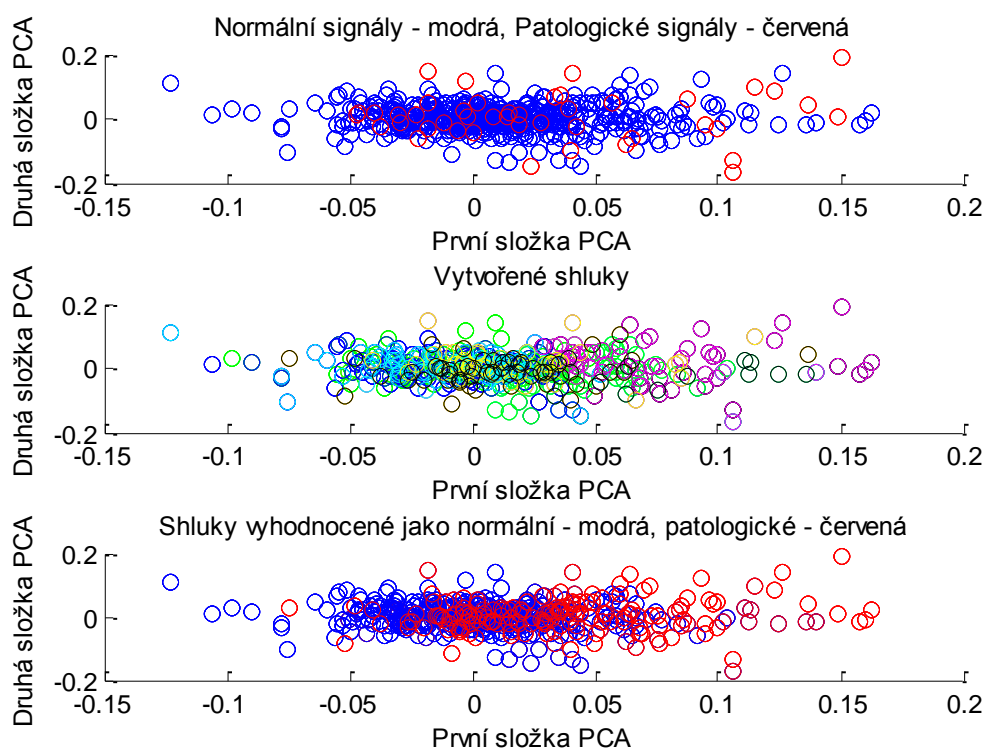 Normální signály - modrá, Patologické signály - červená
Druhá složka PCA
0.2
0
-0.2
-0.15 -0.1 -0.05 0 0.05 0.1 0.15 0.2
První složka PCA
Vytvořené shluky
Druhá složka PCA
0.2
0
-0.2
-0.15 -0.1 -0.05 0 0.05 0.1 0.15 0.2
První složka PCA
Shluky vyhodnocené jako normální - modrá, patologické - červená
Druhá složka PCA
0.2
0
-0.2
-0.15 -0.1 -0.05 0 0.05 0.1 0.15 0.2
První složka PCA